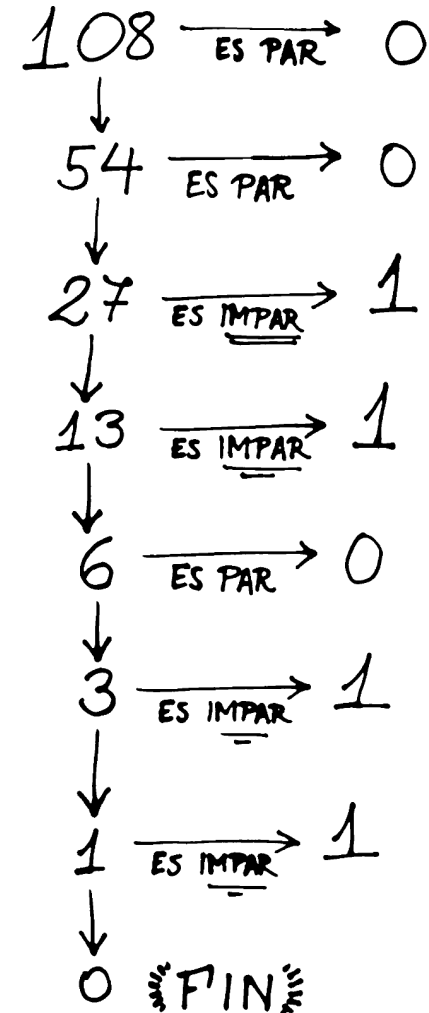 108 ES PAR 0
54 ES PAR 0
27 ES IMPAR 1
13 ES IMPAR 1
6 ES PAR 0
3 ES IMPAR 1
1 ES IMPAR 1
0 FIN